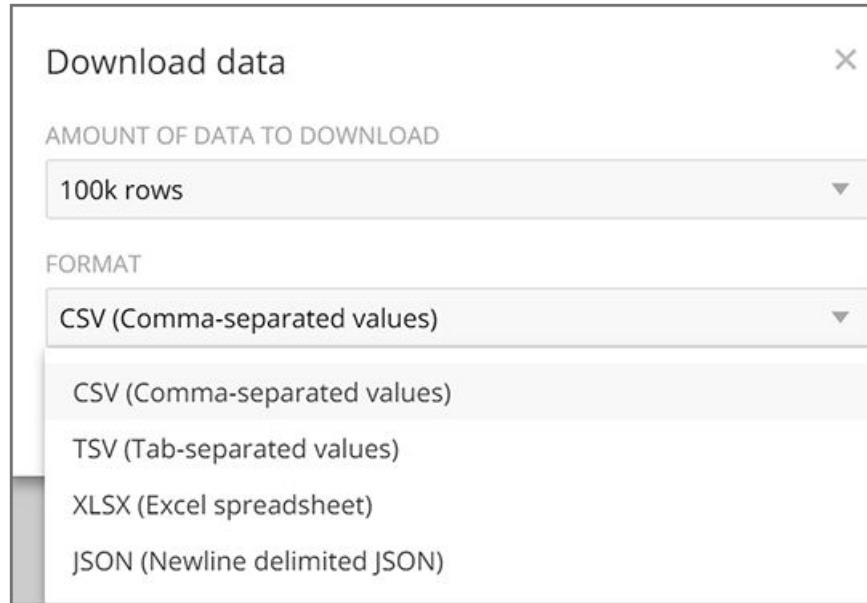 Download data
AMOUNT OF DATA TO DOWNLOAD
100k rows
FORMAT
CSV (Comma-separated values)
CSV (Comma-separated values)
TSV (Tab-separated values)
XLSX (Excel spreadsheet)
JSON (Newline delimited JSON)